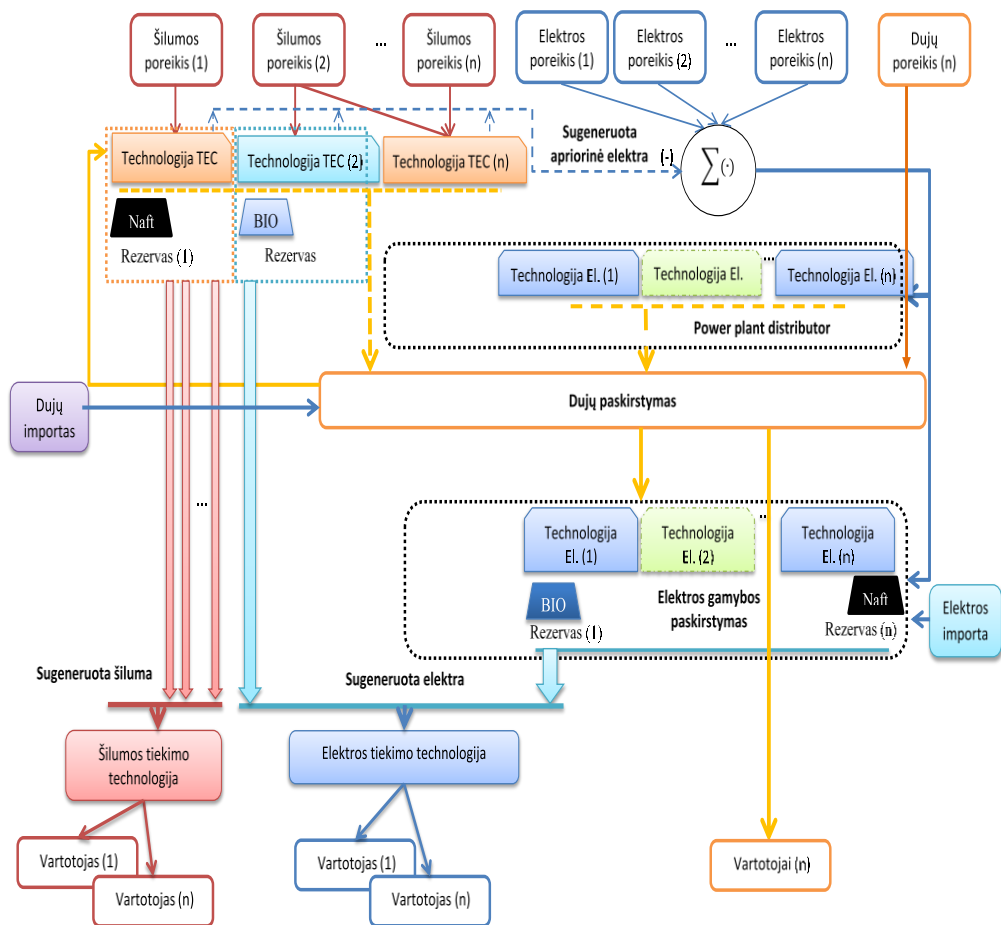 Šilumos
poreikis (1)
Šilumos
poreikis (2)
...
Šilumos
poreikis (n)
Elektros
poreikis (1)
Elektros
poreikis (2)
...
Elektros
poreikis (n)
Dujų
poreikis (n)
Technologija TEC
Technologija TEC (2)
Technologija TEC (n)
Sugeneruota
apriorinė elektra
(-)
∑(·)
Naft
Rezervas (1)
BIO
Rezervas
Technologija El. (1)
Technologija El.
...
Technologija El. (n)
Power plant distributor
Dujų
importas
Dujų paskirstymas
...
Technologija
El. (1)
Technologija
El. (2)
...
Technologija
El. (n)
BIO
Rezervas (1)
Elektros gamybos
paskirstymas
Naft
Rezervas (n)
Elektros
importa
Sugeneruota šiluma
Sugeneruota elektra
Šilumos tiekimo
technologija
Elektros tiekimo technologija
Vartotojas (1)
Vartotojas (n)
Vartotojas (1)
Vartotojas (n)
Vartotojai (n)